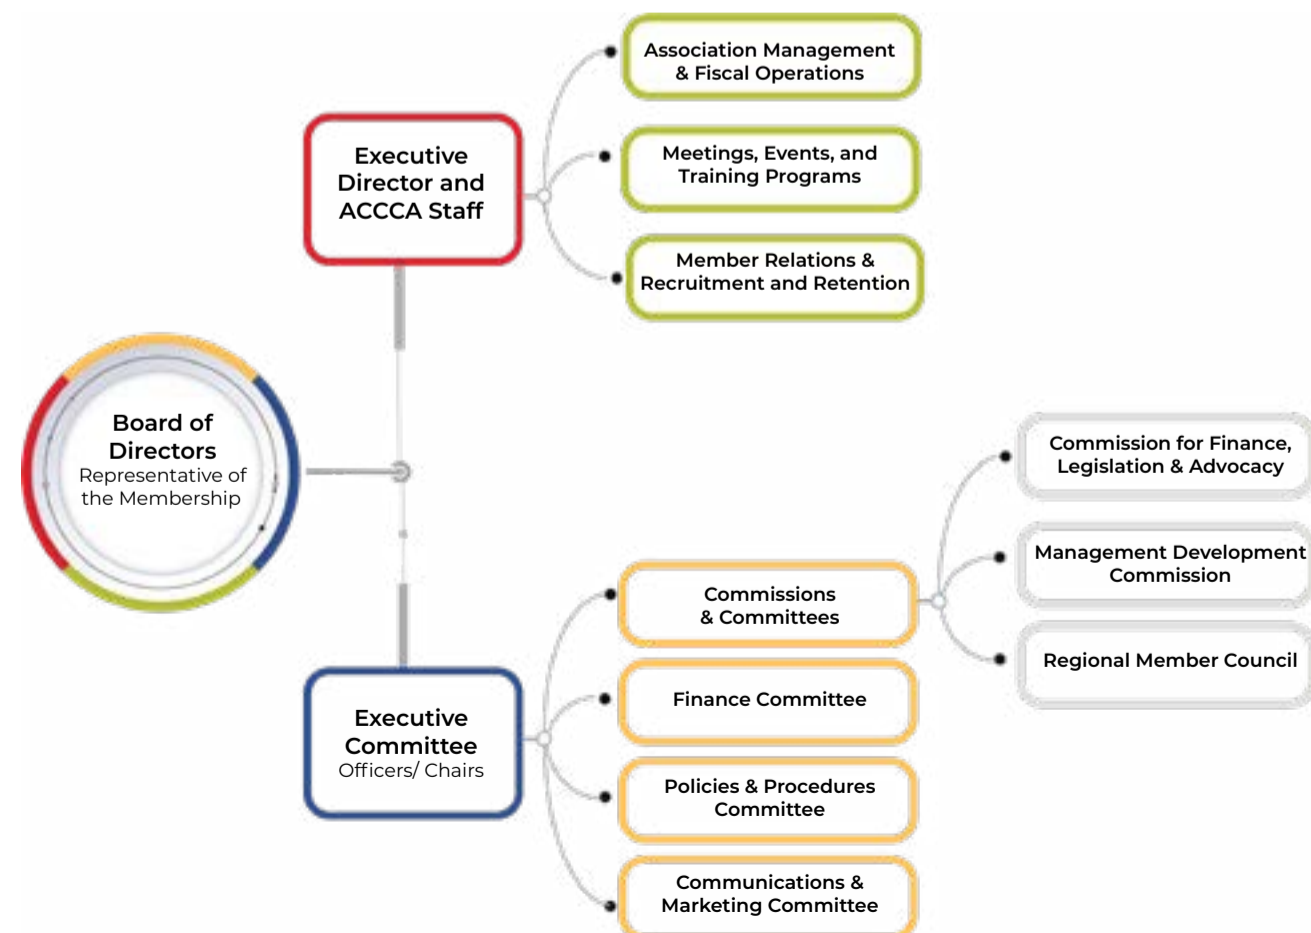 Association Management
& Fiscal Operations
Executive
Director and
ACCCA Staff
Meetings, Events, and
Training Programs
Member Relations &
Recruitment and Retention
Board of
Directors
Representative of
the Membership
Commission for Finance,
Legislation & Advocacy
Management Development
Commission
Regional Member Council
Commissions
& Committees
Executive
Committee
Officers/ Chairs
Finance Committee
Policies & Procedures
Committee
Communications &
Marketing Committee